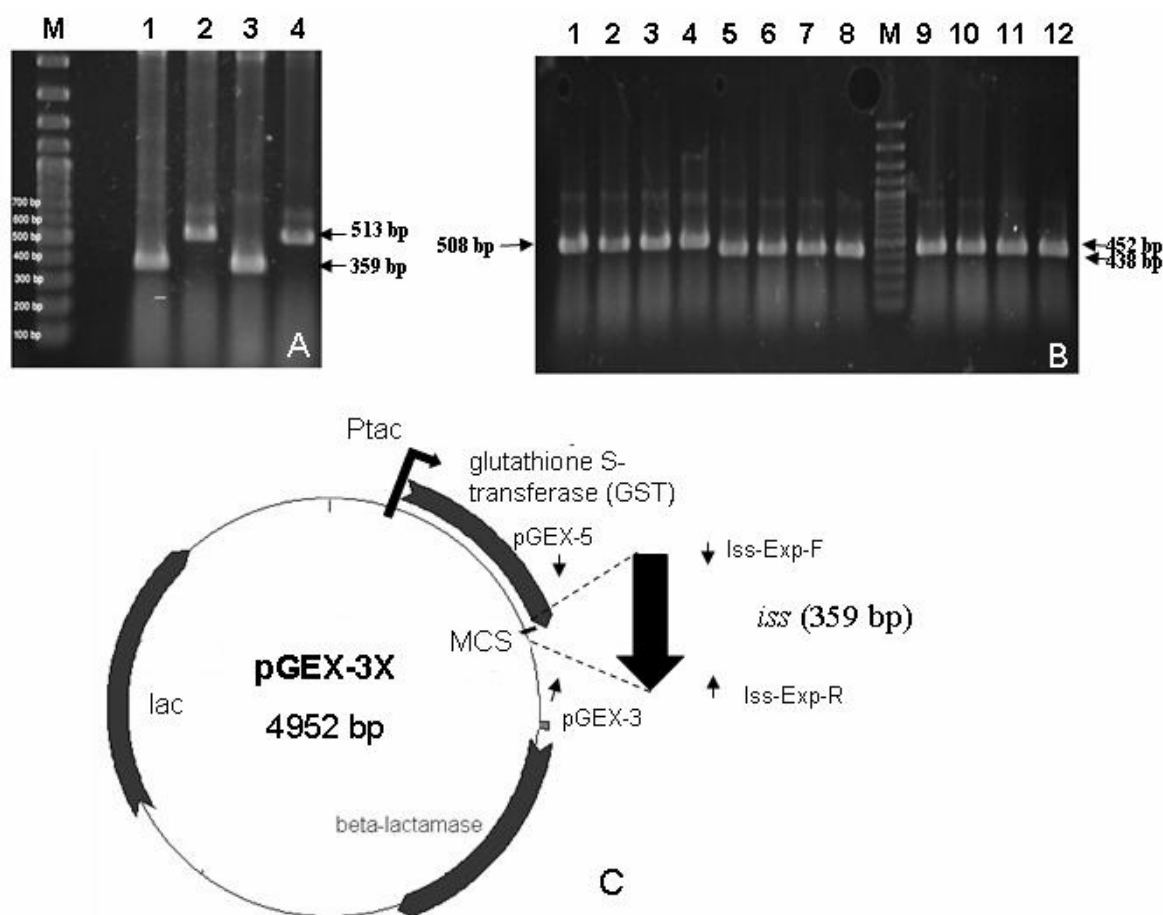 M 1 2 3 4
700 bp
600 bp
500 bp
400 bp
300 bp
200 bp
100 bp
513 bp
359 bp
A
1 2 3 4 5 6 7 8 M 9 10 11 12
508 bp
452 bp
438 bp
B
Ptac
glutathione S-
transferase (GST)
pGEX-5
Iss-Exp-F
iss (359 bp)
MCS
pGEX-3X
4952 bp
lac
pGEX-3
Iss-Exp-R
beta-lactamase
C